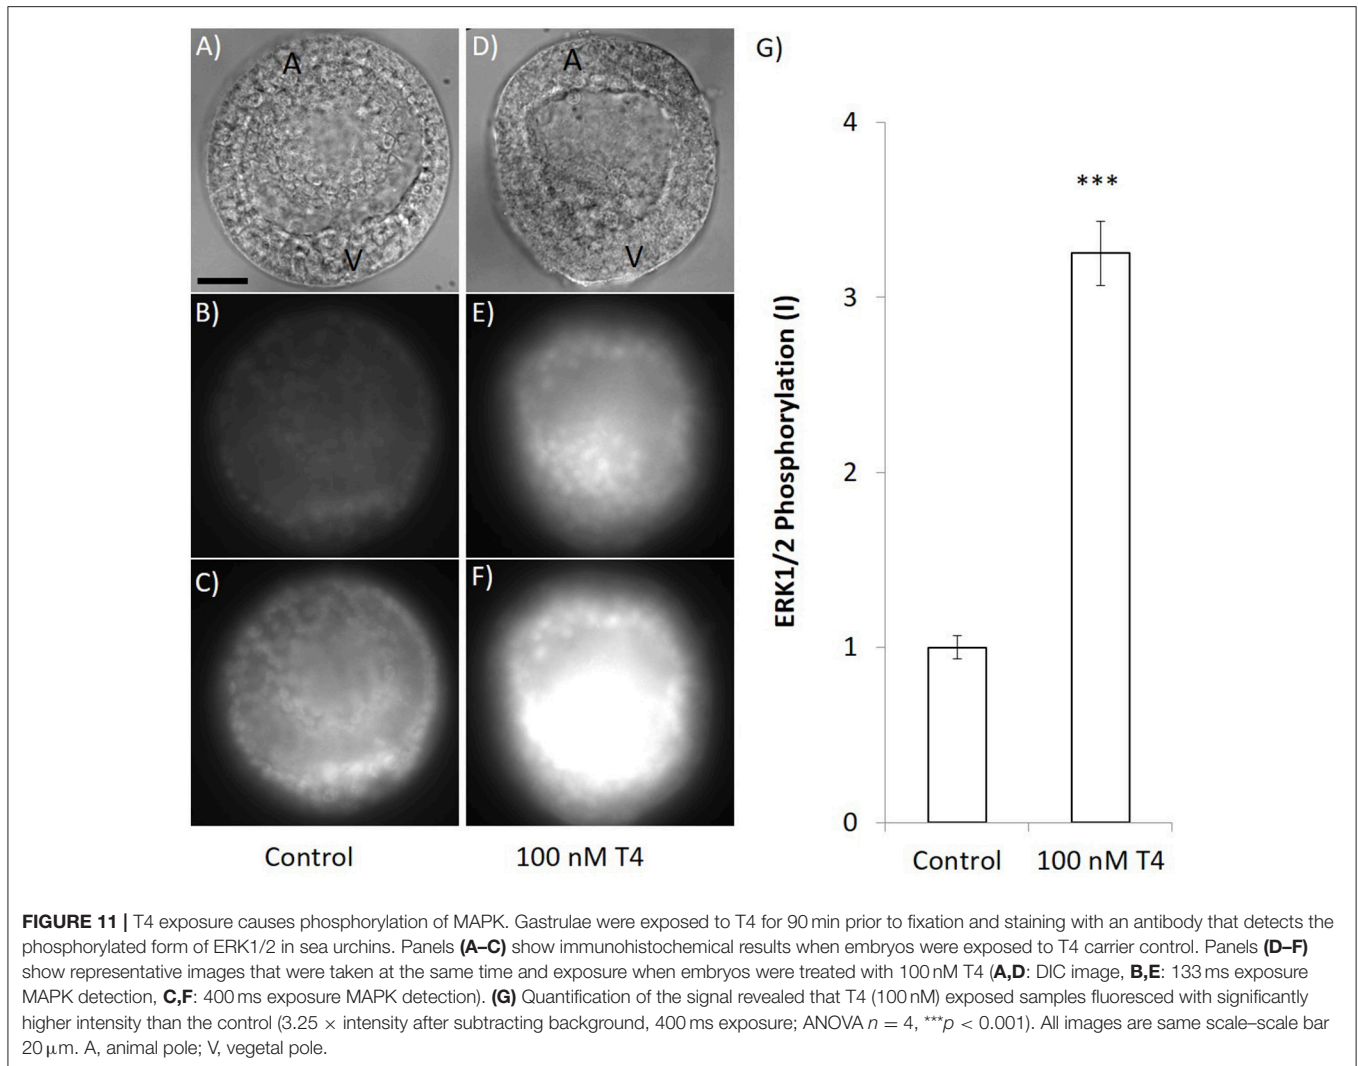 A)
A
V
D)
A
V
B)
E)
C)
F)
Control
100 nM T4
G)
ERK1/2 Phosphorylation (I)
4
3
2
1
0
***
Control
100 nM T4
FIGURE 11 | T4 exposure causes phosphorylation of MAPK. Gastrulae were exposed to T4 for 90 min prior to fixation and staining with an antibody that detects the
phosphorylated form of ERK1/2 in sea urchins. Panels (A–C) show immunohistochemical results when embryos were exposed to T4 carrier control. Panels (D–F)
show representative images that were taken at the same time and exposure when embryos were treated with 100 nM T4 (A,D: DIC image, B,E: 133 ms exposure
MAPK detection, C,F: 400 ms exposure MAPK detection). (G) Quantification of the signal revealed that T4 (100 nM) exposed samples fluoresced with significantly
higher intensity than the control (3.25 × intensity after subtracting background, 400 ms exposure; ANOVA n = 4, ***p < 0.001). All images are same scale–scale bar
20 μm. A, animal pole; V, vegetal pole.